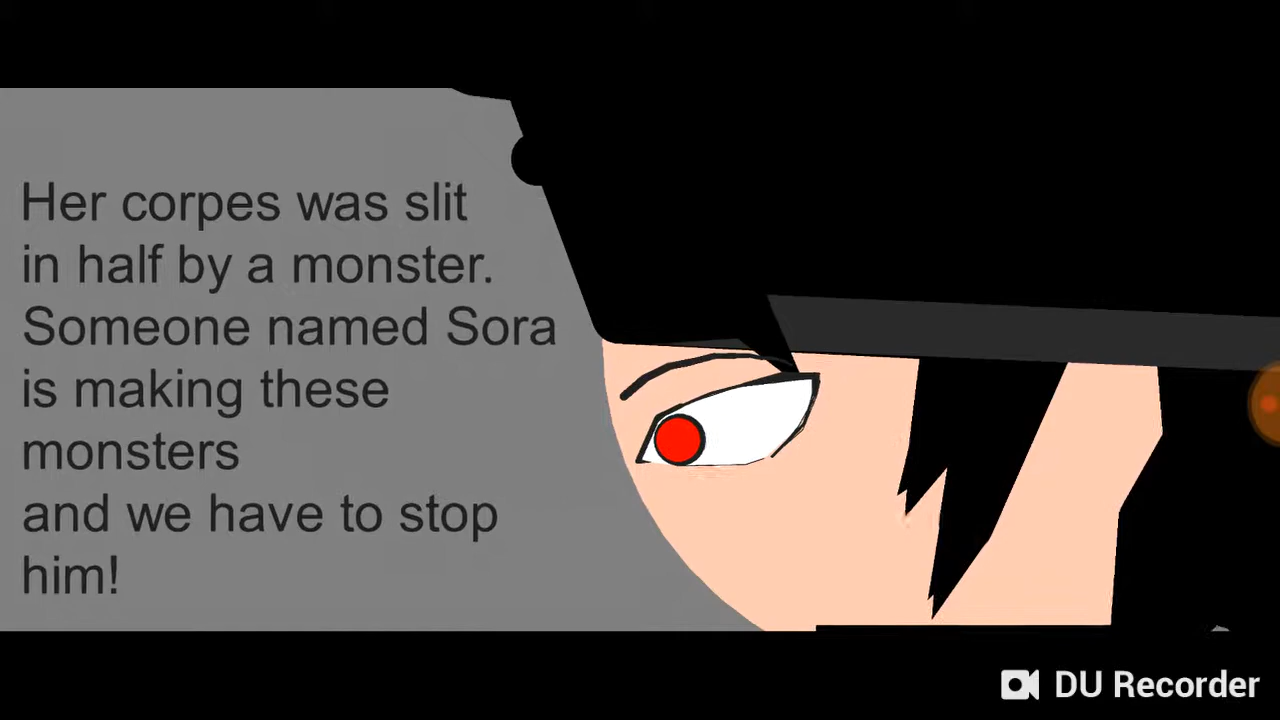 Her corpes was slit
in half by a monster.
Someone named Sora
is making these
monsters
and we have to stop
him!
DU Recorder